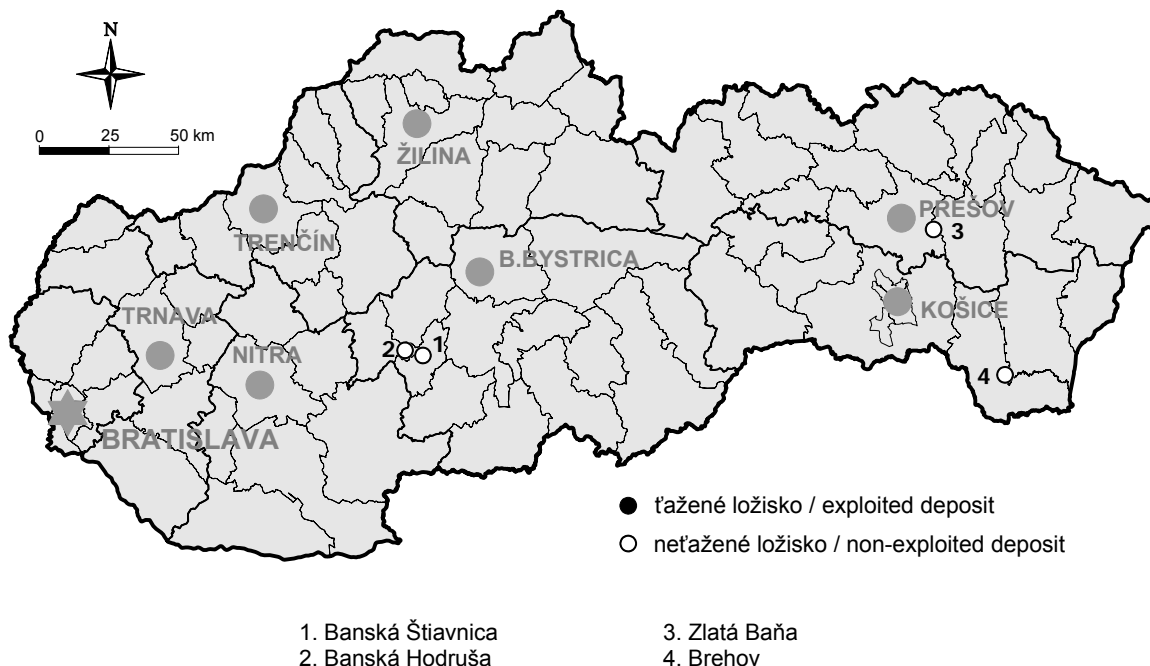 N
0 25 50 km
ŽILINA
PREŠOV
3
TRENČÍN
B.BYSTRICA
KOŠICE
TRNAVA
NITRA
2 1
4
BRATISLAVA
ťažené ložisko / exploited deposit
neťažené ložisko / non-exploited deposit
1. Banská Štiavnica
2. Banská Hodruša
3. Zlatá Baňa
4. Brehov